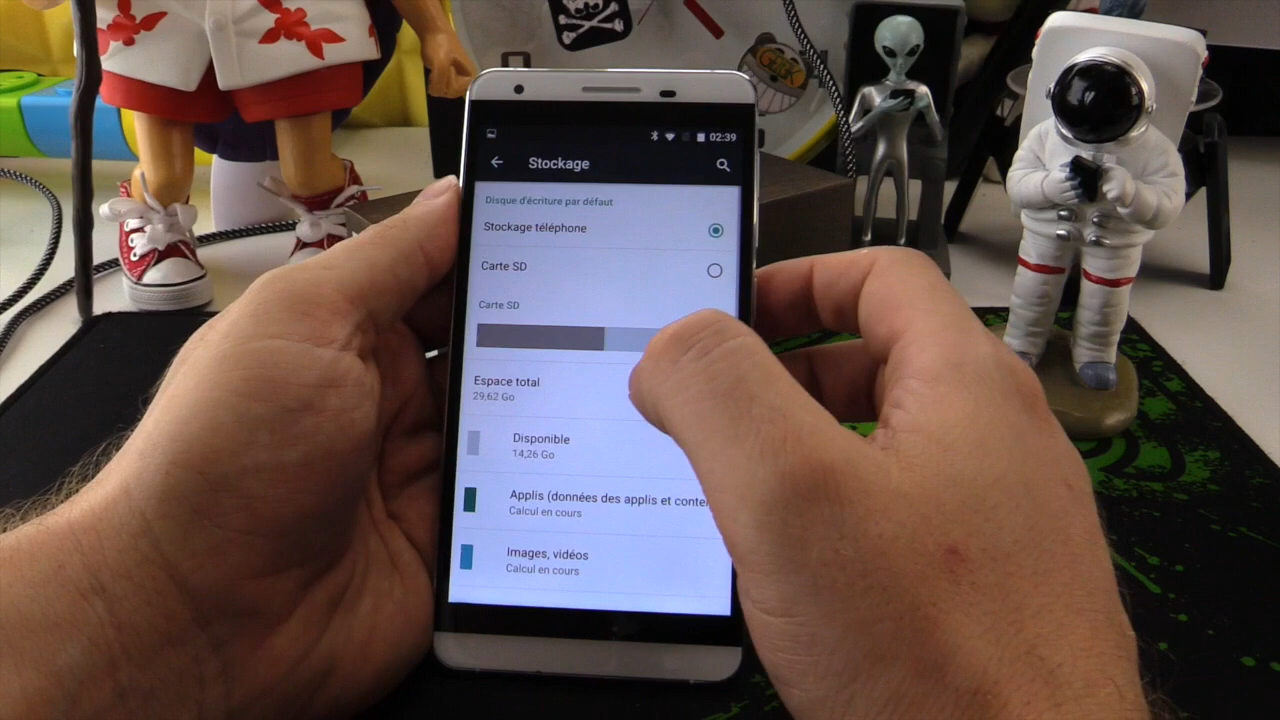 GEEK
02:39
Stockage
Disque d'écriture par défaut
Stockage téléphone
Carte SD
Carte SD
Espace total
29,62 Go
Disponible
14,26 Go
Applis (données des applis et conte
Calcul en cours
Images, vidéos
Calcul en cours